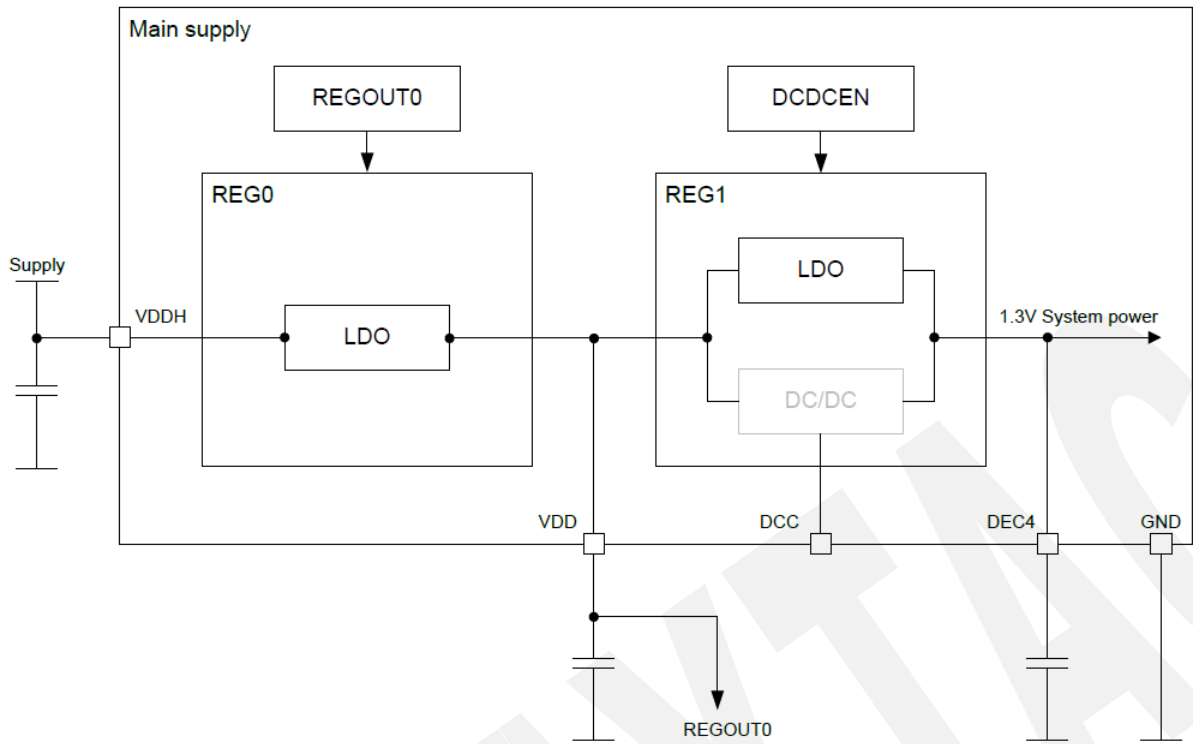 Main supply
REGOUT0
DCDCEN
REG0
REG1
Supply
VDDH
LDO
LDO
1.3V System power
DC/DC
VDD
DCC
DEC4
GND
REGOUT0